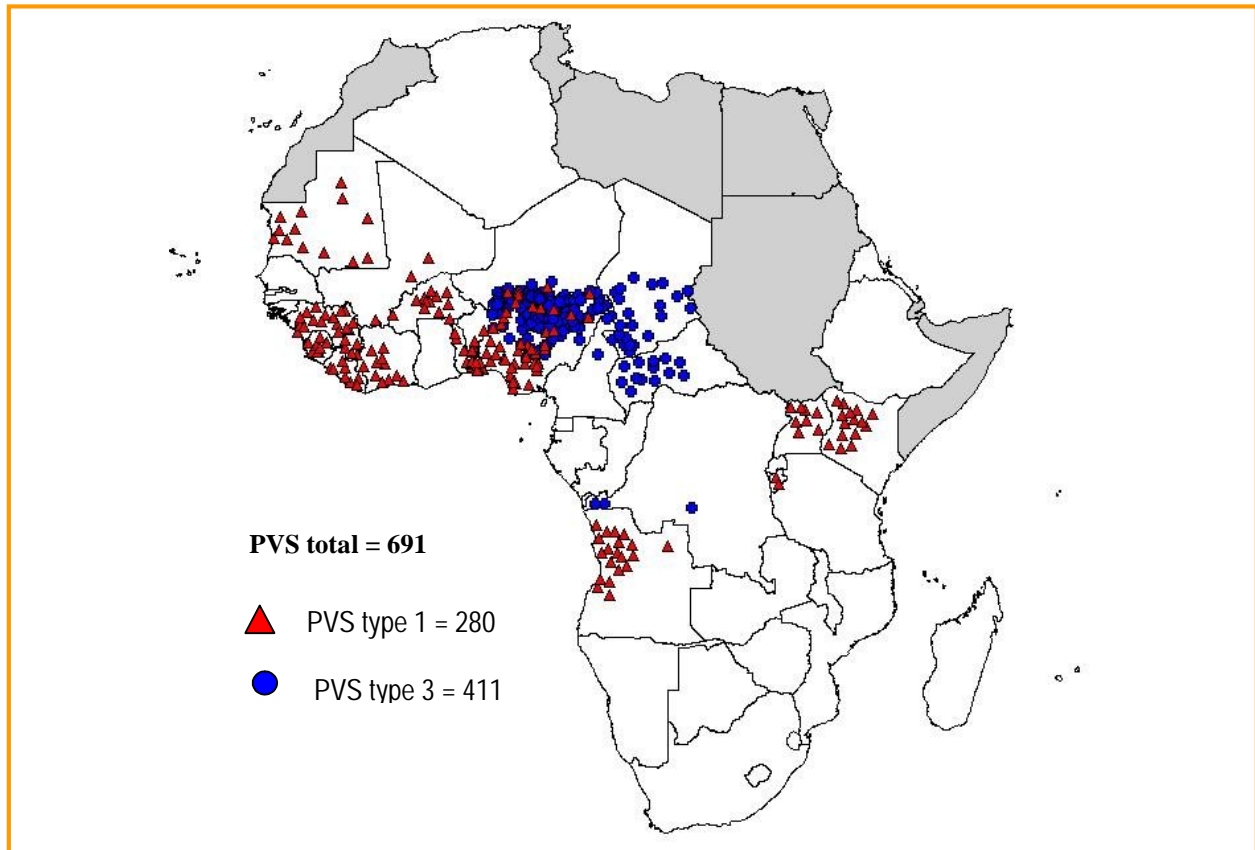 PVS total = 691
PVS type 1 = 280
PVS type 3 = 411